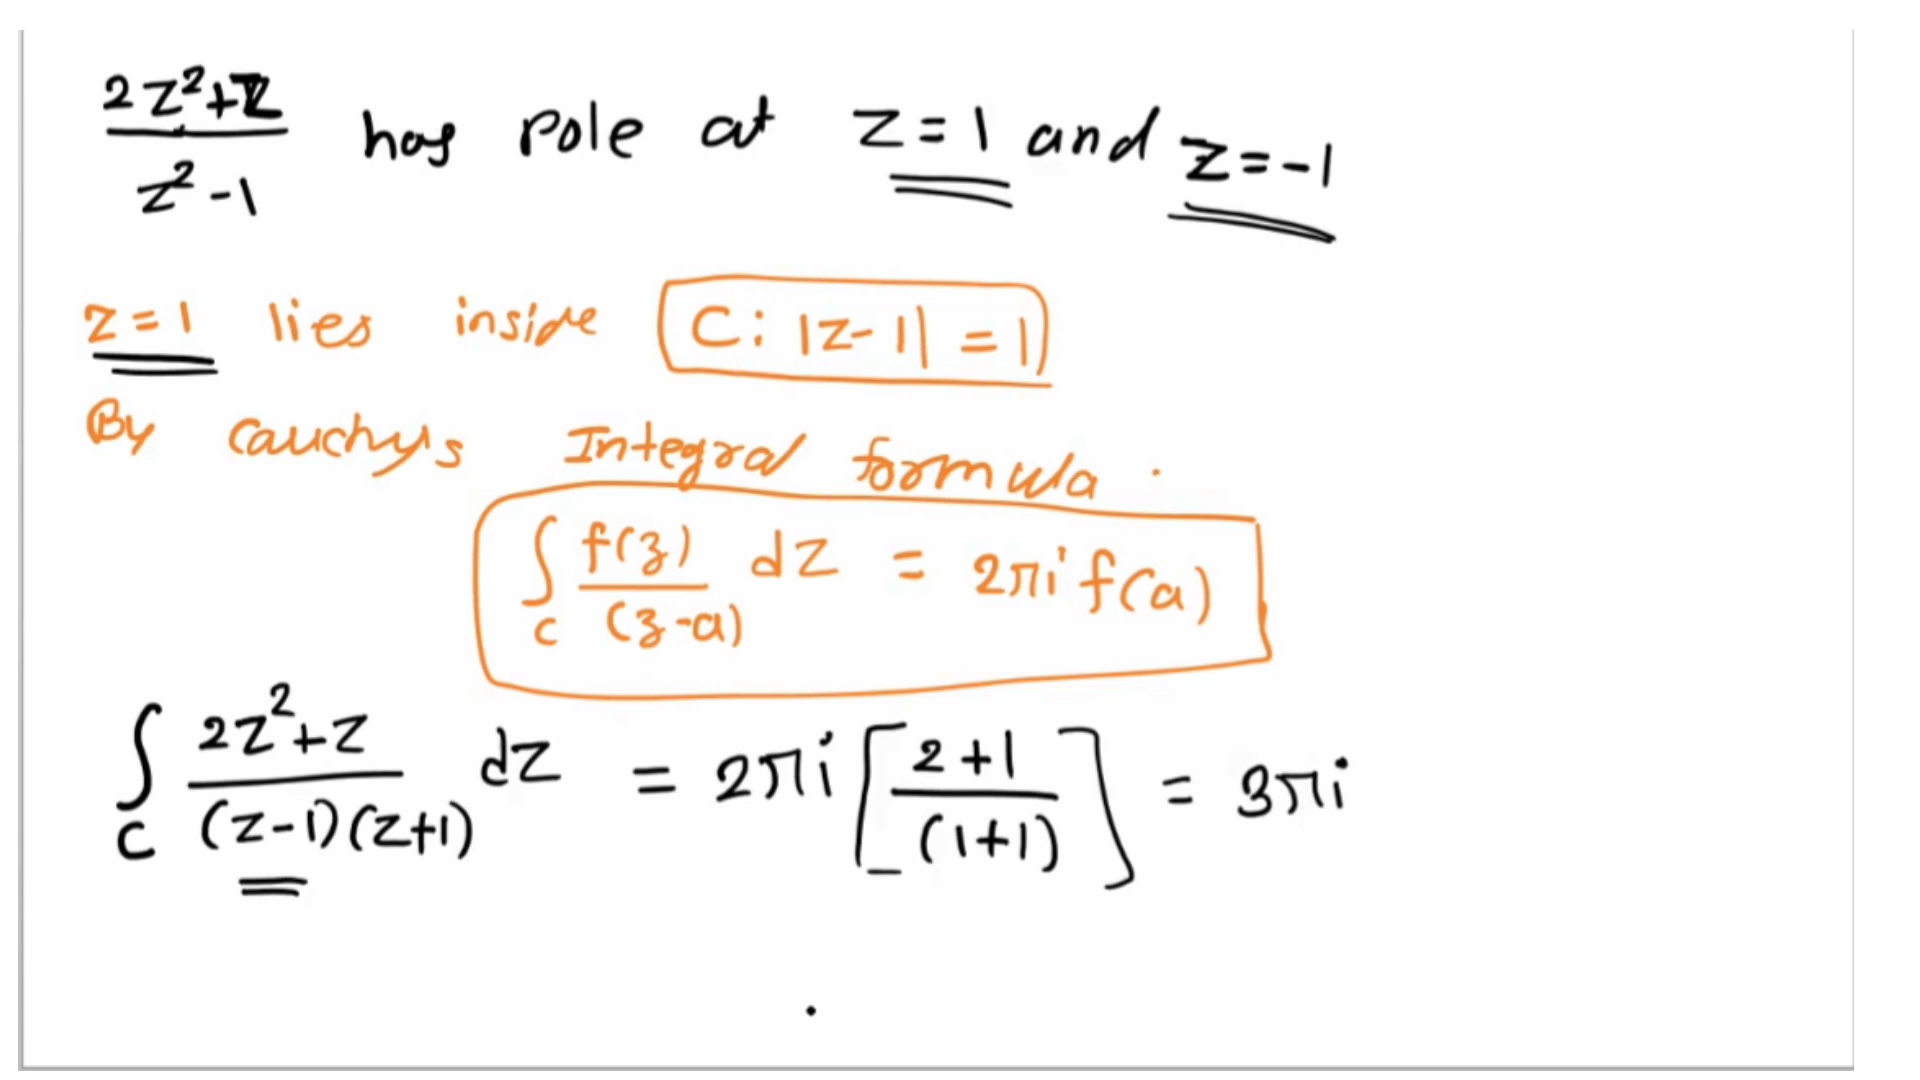 (2z²+z)/(z²-1) has pole at z=1 and z=-1
z=1 lies inside C: |z-1| = 1
By Cauchy's Integral formula.
∫_C f(z)/(z-a) dz = 2πi f(a)
∫_C (2z²+z)/((z-1)(z+1)) dz = 2πi [(2+1)/(1+1)] = 3πi